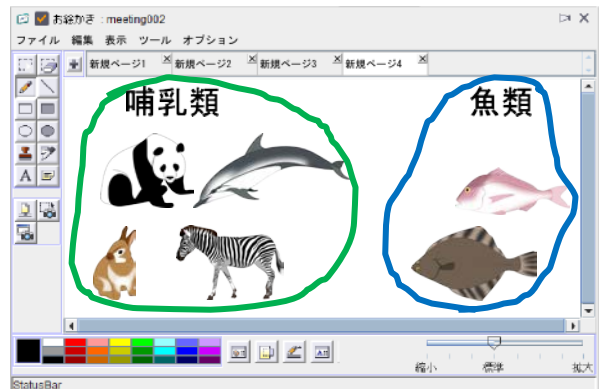 お絵かき : meeting002
ファイル 編集 表示 ツール オプション
新規ページ1 新規ページ2 新規ページ3 新規ページ4
哺乳類 魚類
A
縮小 標準 拡大
StatusBar